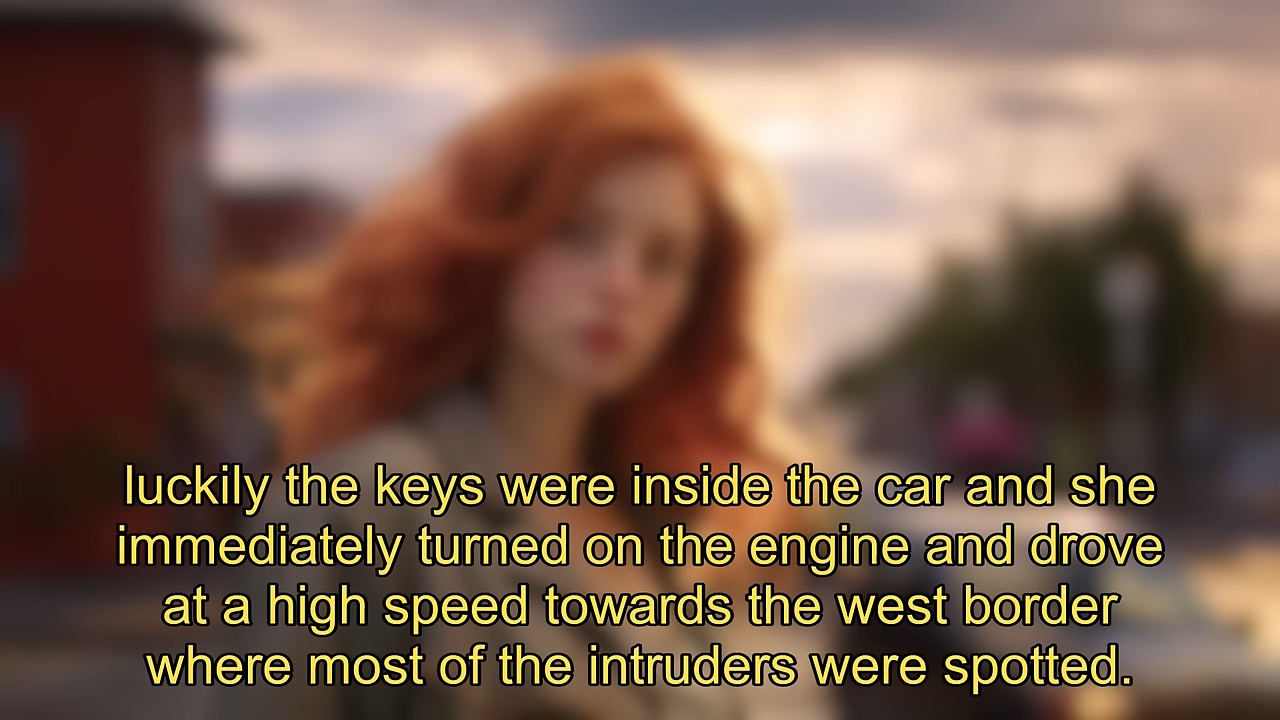 luckily the keys were inside the car and she
immediately turned on the engine and drove
at a high speed towards the west border
where most of the intruders were spotted.